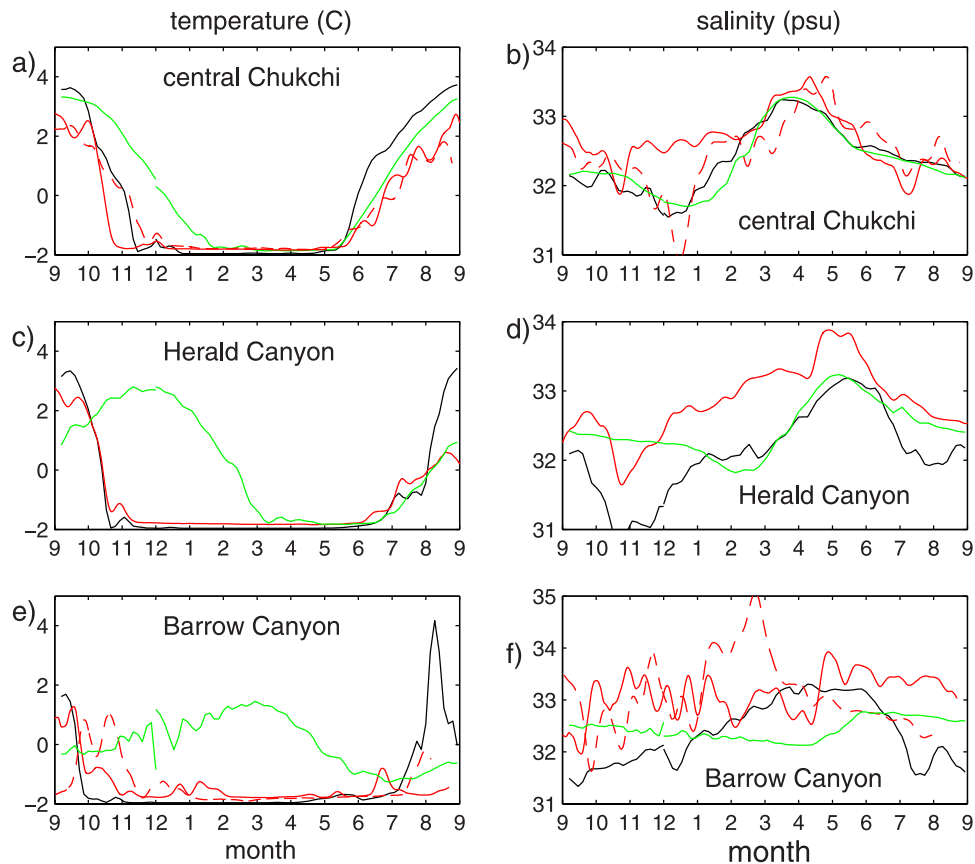 temperature (C)
salinity (psu)
a)
central Chukchi
4
2
0
−2
9 10 11 12 1 2 3 4 5 6 7 8 9
b)
central Chukchi
34
33
32
31
9 10 11 12 1 2 3 4 5 6 7 8 9
c)
Herald Canyon
4
2
0
−2
9 10 11 12 1 2 3 4 5 6 7 8 9
d)
Herald Canyon
34
33
32
31
9 10 11 12 1 2 3 4 5 6 7 8 9
e)
Barrow Canyon
4
2
0
−2
9 10 11 12 1 2 3 4 5 6 7 8 9
month
f)
Barrow Canyon
35
34
33
32
31
9 10 11 12 1 2 3 4 5 6 7 8 9
month